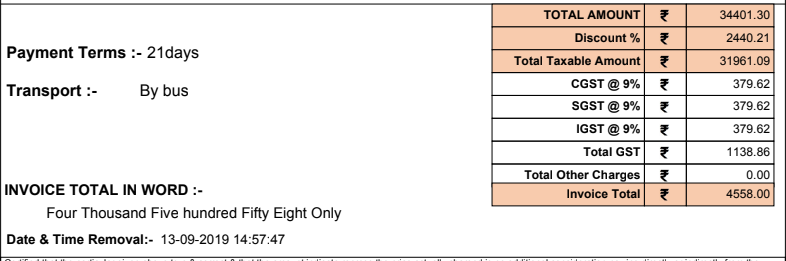 TOTAL AMOUNT ₹ 34401.30
Discount % ₹ 2440.21
Payment Terms :- 21days
Total Taxable Amount ₹ 31961.09
CGST @ 9% ₹ 379.62
Transport :- By bus
SGST @ 9% ₹ 379.62
IGST @ 9% ₹ 379.62
Total GST ₹ 1138.86
Total Other Charges ₹ 0.00
INVOICE TOTAL IN WORD :-
Invoice Total ₹ 4558.00
Four Thousand Five hundred Fifty Eight Only
Date & Time Removal:- 13-09-2019 14:57:47